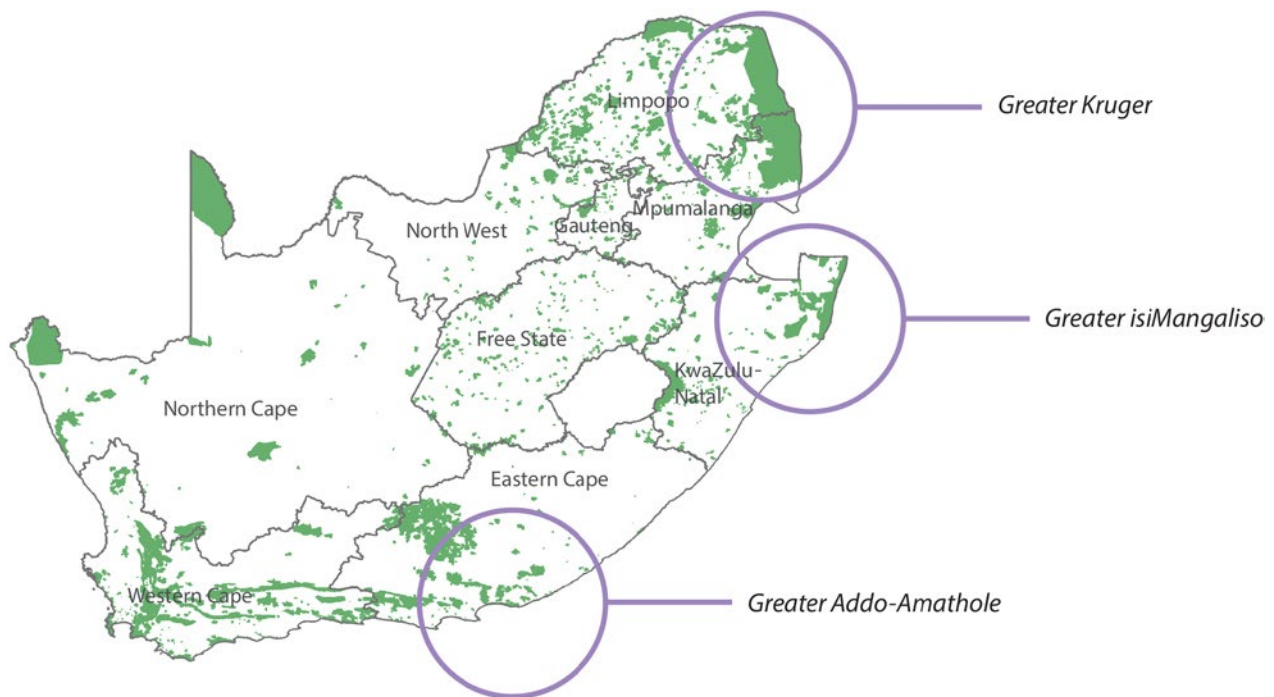 Limpopo
Greater Kruger
Mpumalanga
Gauteng
North West
Greater isiMangaliso
Free State
KwaZulu-
Natal
Northern Cape
Eastern Cape
Western Cape
Greater Addo-Amathole